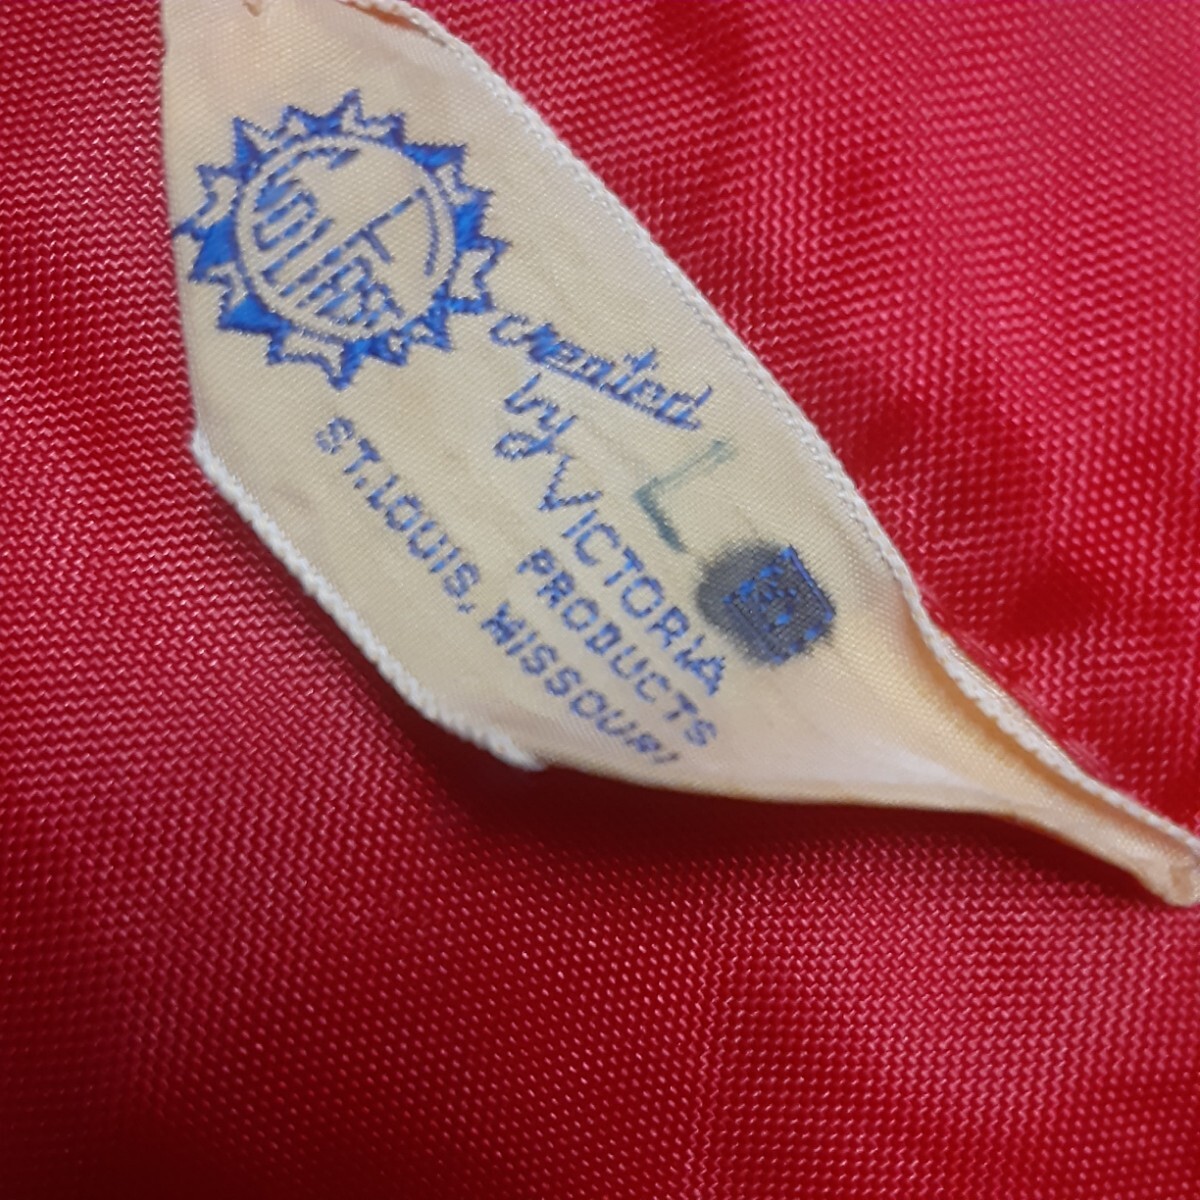 created
by VICTORIA
PRODUCTS
ST. LOUIS, MISSOURI
L